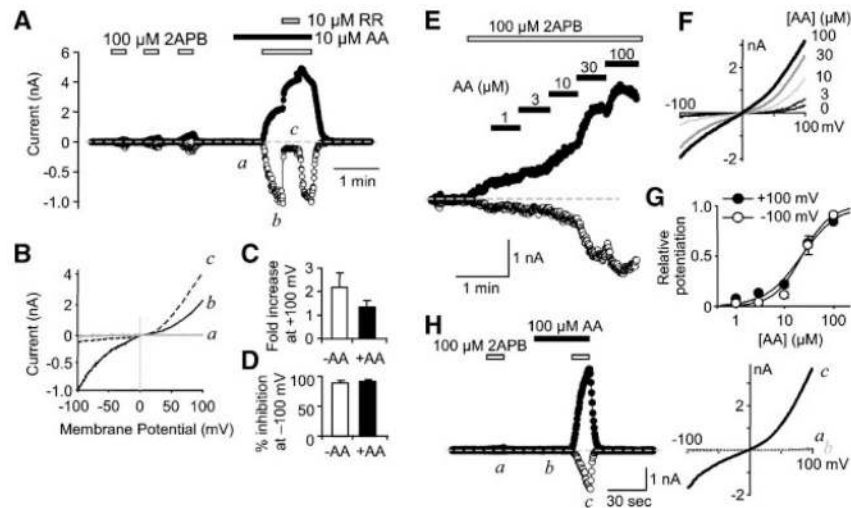 A
10 µM RR
100 µM 2APB
10 µM AA
Current (nA)
6
4
2
0
-0.5
-1.0
a
b
c
1 min
B
Current (nA)
4
2
0
-0.5
-1.0
c
b
a
-100
-50
0
50
100
Membrane Potential (mV)
C
Fold increase
at +100 mV
3
2
1
0
-AA
+AA
D
% inhibition
at –100 mV
100
50
0
-AA
+AA
E
100 µM 2APB
AA (µM)
1
3
10
30
100
1 nA
1 min
F
[AA] (µM)
nA
2
100
30
10
3
0
-100
100 mV
-2
G
+100 mV
-100 mV
Relative
potentiation
1.0
0.5
0
1
10
100
[AA] (µM)
H
100 µM AA
100 µM 2APB
a
b
c
1 nA
30 sec
nA
c
2
-100
a
b
100 mV
-2